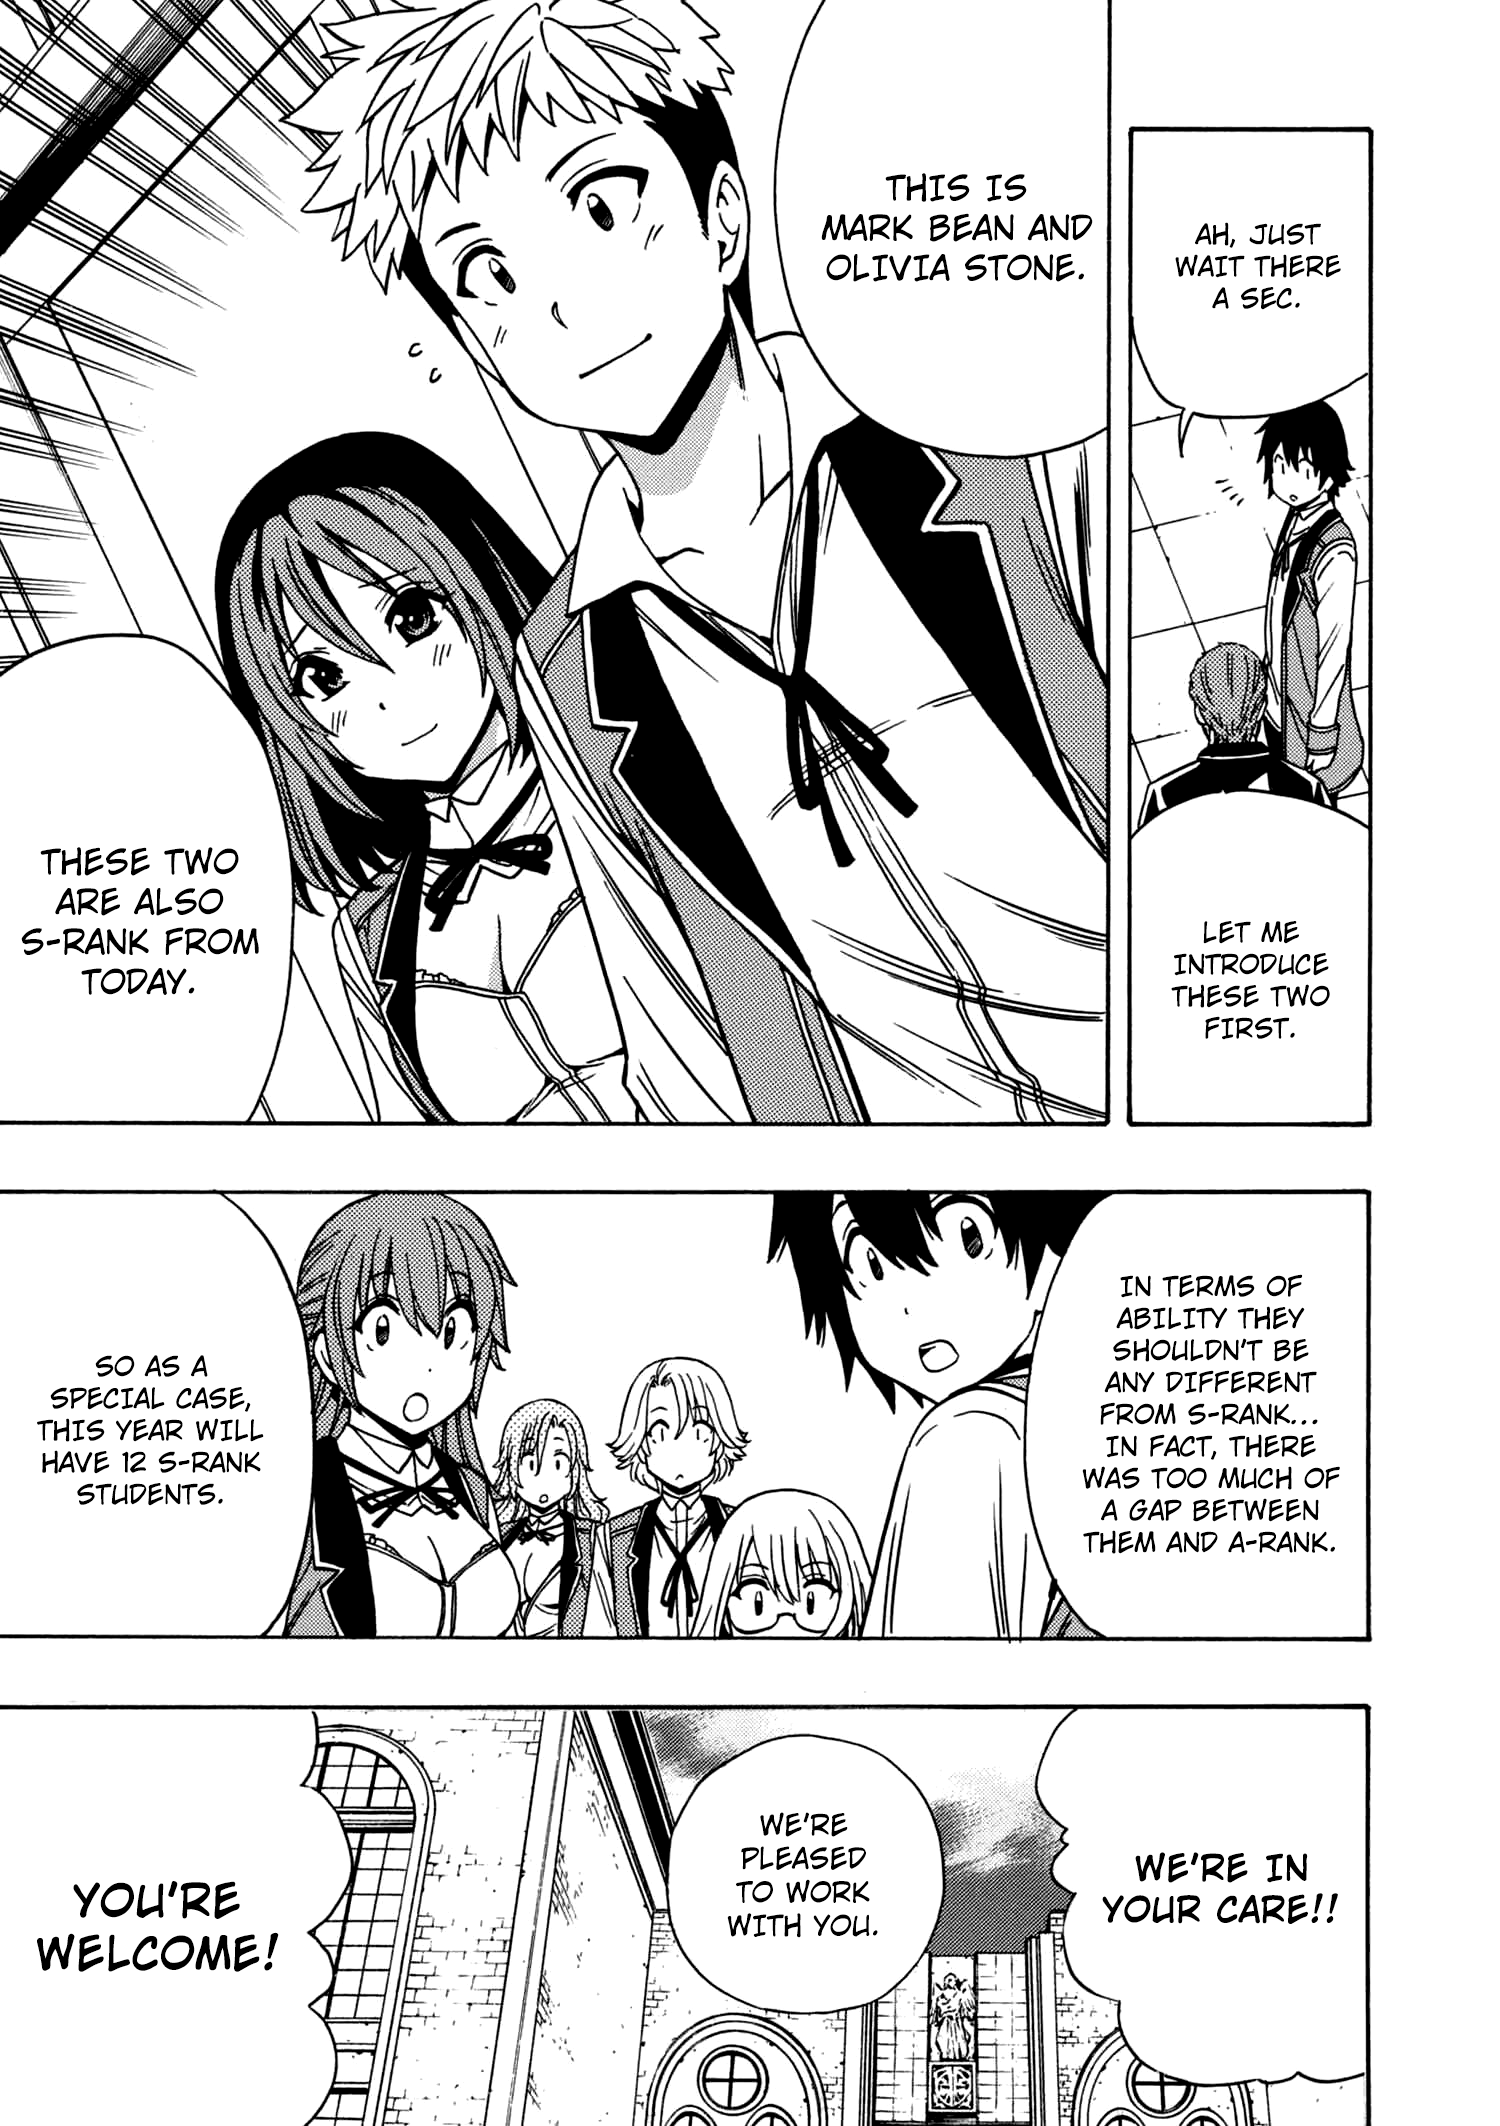 AH, JUST
WAIT THERE
A SEC.
LET ME
INTRODUCE
THESE TWO
FIRST.
THIS IS
MARK BEAN AND
OLIVIA STONE.
THESE TWO
ARE ALSO
S-RANK FROM
TODAY.
IN TERMS OF
ABILITY THEY
SHOULDN'T BE
ANY DIFFERENT
FROM S-RANK...
IN FACT, THERE
WAS TOO MUCH OF
A GAP BETWEEN
THEM AND A-RANK.
SO AS A
SPECIAL CASE,
THIS YEAR WILL
HAVE 12 S-RANK
STUDENTS.
WE'RE IN
YOUR CARE!!
WE'RE
PLEASED
TO WORK
WITH YOU.
YOU'RE
WELCOME!